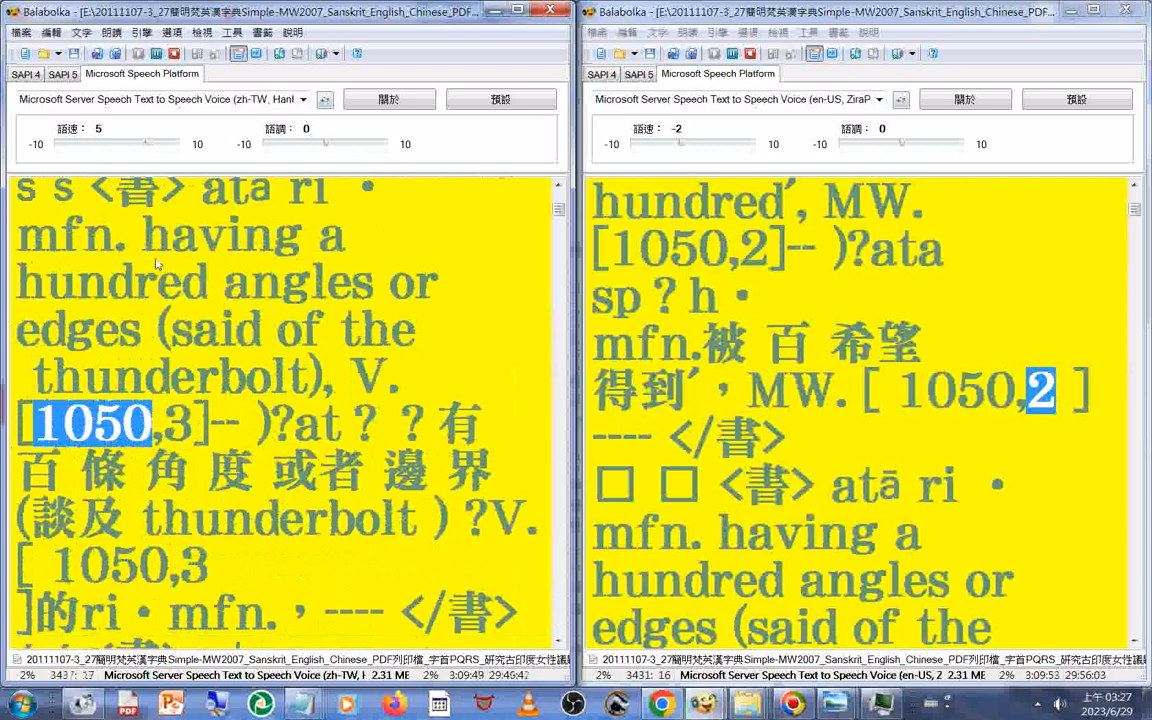 Balabolka - [E:\20111107-3_27簡明梵英漢字典Simple-MW2007_Sanskrit_English_Chinese_PDF...
檔案 編輯 文字 朗讀 引擎 選項 檢視 工具 書籤 說明
SAPI 4 SAPI 5 Microsoft Speech Platform
Microsoft Server Speech Text to Speech Voice (zh-TW, Hanl
關於 預設
語速： 5 語調： 0
-10 10 -10 10
s s <書> atā ri •
mfn. having a
hundred angles or
edges (said of the
thunderbolt), V.
[1050,3]-- )?at ? ? 有
百 條 角 度 或者 邊 界
(談及 thunderbolt ) ?V.
[ 1050,3
]的ri • mfn.，---- </書>
20111107-3_27簡明梵英漢字典Simple-MW2007_Sanskrit_English_Chinese_PDF列印檔_字首PQRS_研究古印度女性議
2% 3437: 17 Microsoft Server Speech Text to Speech Voice (zh-TW, H 2.31 ME 2% 3:09:49 29:46:42
Balabolka - [E:\20111107-3_27簡明梵英漢字典Simple-MW2007_Sanskrit_English_Chinese_PDF...
檔案 編輯 文字 朗讀 引擎 選項 檢視 工具 書籤 說明
SAPI 4 SAPI 5 Microsoft Speech Platform
Microsoft Server Speech Text to Speech Voice (en-US, ZiraP
關於 預設
語速： -2 語調： 0
-10 10 -10 10
hundred′, MW.
[1050,2]-- )?ata
sp ? h •
mfn.被 百 希望
得到′，MW. [ 1050,2 ]
---- </書>
□ □ <書> atā ri •
mfn. having a
hundred angles or
edges (said of the
20111107-3_27簡明梵英漢字典Simple-MW2007_Sanskrit_English_Chinese_PDF列印檔_字首PQRS_研究古印度女性議
2% 3431: 16 Microsoft Server Speech Text to Speech Voice (en-US, Z 2.31 ME 2% 3:09:53 29:56:03
PDF
上午 03:27
2023/6/29